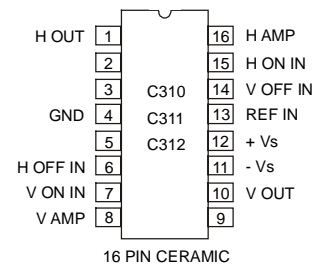 H OUT 1 16 H AMP
2 15 H ON IN
3 C310 14 V OFF IN
GND 4 C311 13 REF IN
5 C312 12 + Vs
H OFF IN 6 11 - Vs
V ON IN 7 10 V OUT
V AMP 8 9
16 PIN CERAMIC